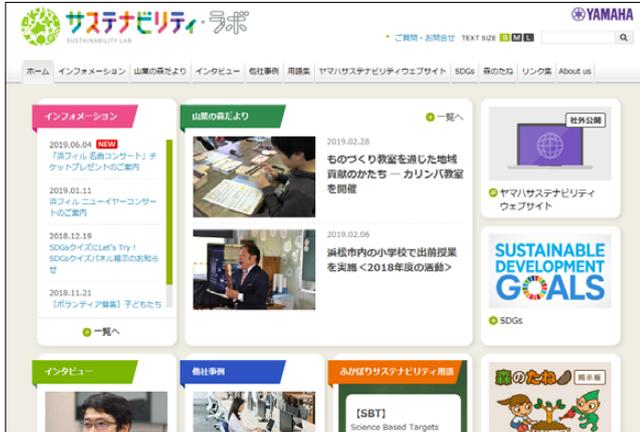 サステナビリティ・ラボ
SUSTAINABILITY LAB
YAMAHA
ご質問・お問合せ TEXT SIZE S M L
ホーム インフォメーション 山葉の森だより インタビュー 他社事例 用語集 ヤマハサステナビリティウェブサイト SDGs 森のたね リンク集 About us
インフォメーション
2019.06.04 NEW
「浜フィル 名曲コンサート」チ
ケットプレゼントのご案内
2019.01.11
浜フィル ニューイヤーコンサー
トのご案内
2018.12.19
SDGsクイズにLet's Try！
SDGsクイズパネル掲示のお知ら
せ
2018.11.21
【ボランティア募集】子どもたち
一覧へ
山葉の森だより
一覧へ
2019.02.28
ものづくり教室を通じた地域
貢献のかたち ― カリンバ教室
を開催
2019.02.06
浜松市内の小学校で出前授業
を実施＜2018年度の活動＞
社外公開
ヤマハサステナビリティ
ウェブサイト
SUSTAINABLE
DEVELOPMENT
GOALS
SDGs
インタビュー
他社事例
ふかぼりサステナビリティ用語
【SBT】
Science Based Targets
森のたね
掲示板